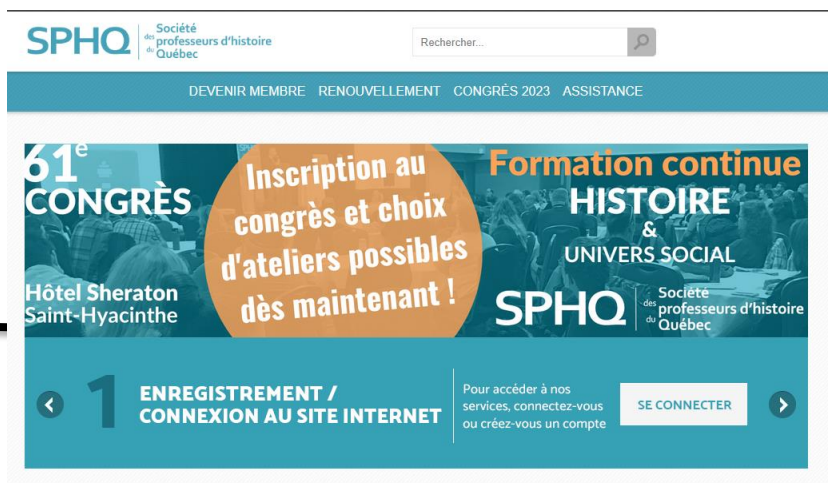 SPHQ
Société
des professeurs d'histoire
du Québec
Rechercher...
DEVENIR MEMBRE RENOUVELLEMENT CONGRÈS 2023 ASSISTANCE
61e
CONGRÈS
Hôtel Sheraton
Saint-Hyacinthe
Inscription au
congrès et choix
d'ateliers possibles
dès maintenant !
Formation continue
HISTOIRE
&
UNIVERS SOCIAL
SPHQ
Société
des professeurs d'histoire
du Québec
1
ENREGISTREMENT /
CONNEXION AU SITE INTERNET
Pour accéder à nos
services, connectez-vous
ou créez-vous un compte
SE CONNECTER